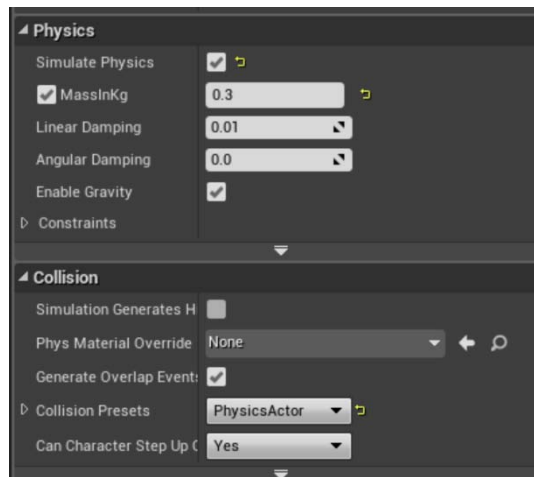 Physics
Simulate Physics
MassInKg 0.3
Linear Damping 0.01
Angular Damping 0.0
Enable Gravity
Constraints
Collision
Simulation Generates H
Phys Material Override None
Generate Overlap Event
Collision Presets PhysicsActor
Can Character Step Up Yes